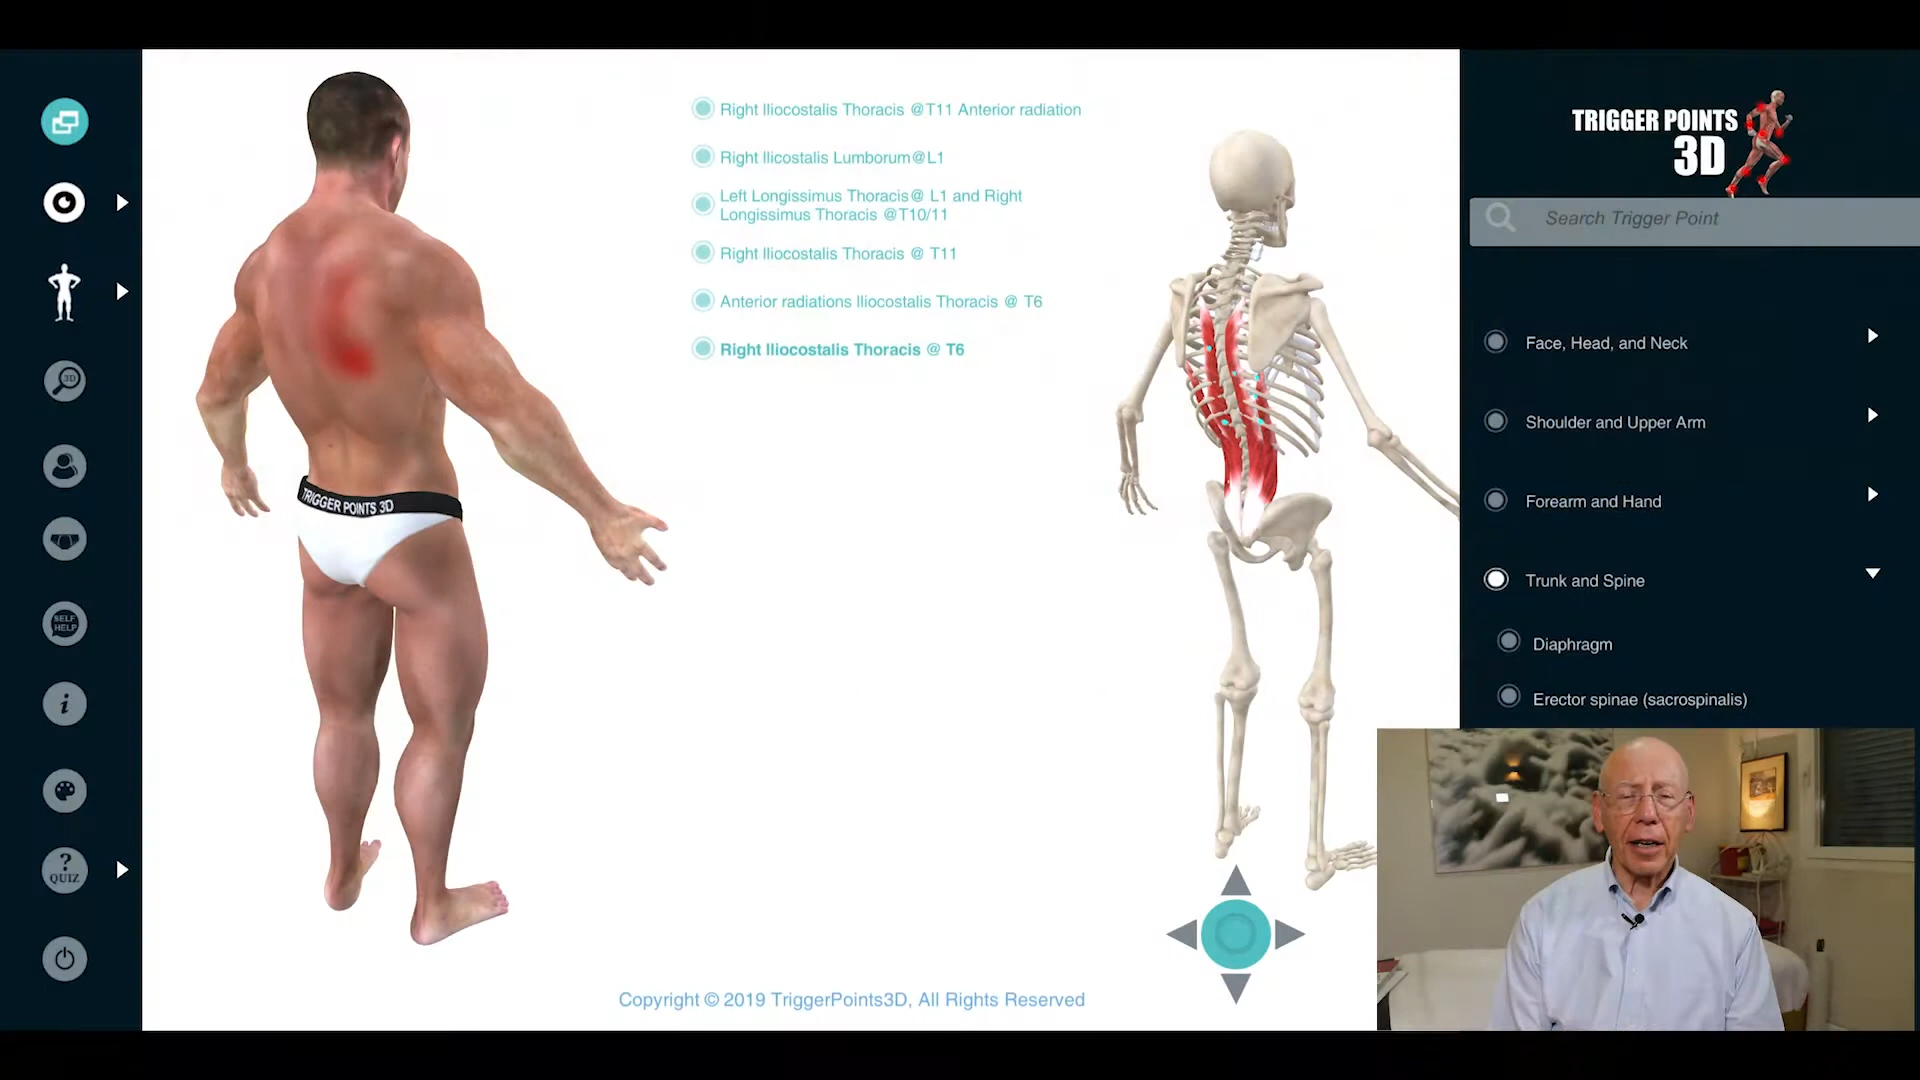 Right Iliocostalis Thoracis @T11 Anterior radiation
Right Ilicostalis Lumborum@L1
Left Longissimus Thoracis@ L1 and Right
Longissimus Thoracis @T10/11
Right Iliocostalis Thoracis @ T11
Anterior radiations Iliocostalis Thoracis @ T6
Right Iliocostalis Thoracis @ T6
TRIGGER POINTS 3D
3D
SELF
HELP
i
?
QUIZ
Copyright © 2019 TriggerPoints3D, All Rights Reserved
TRIGGER POINTS
3D
Search Trigger Point
Face, Head, and Neck
Shoulder and Upper Arm
Forearm and Hand
Trunk and Spine
Diaphragm
Erector spinae (sacrospinalis)